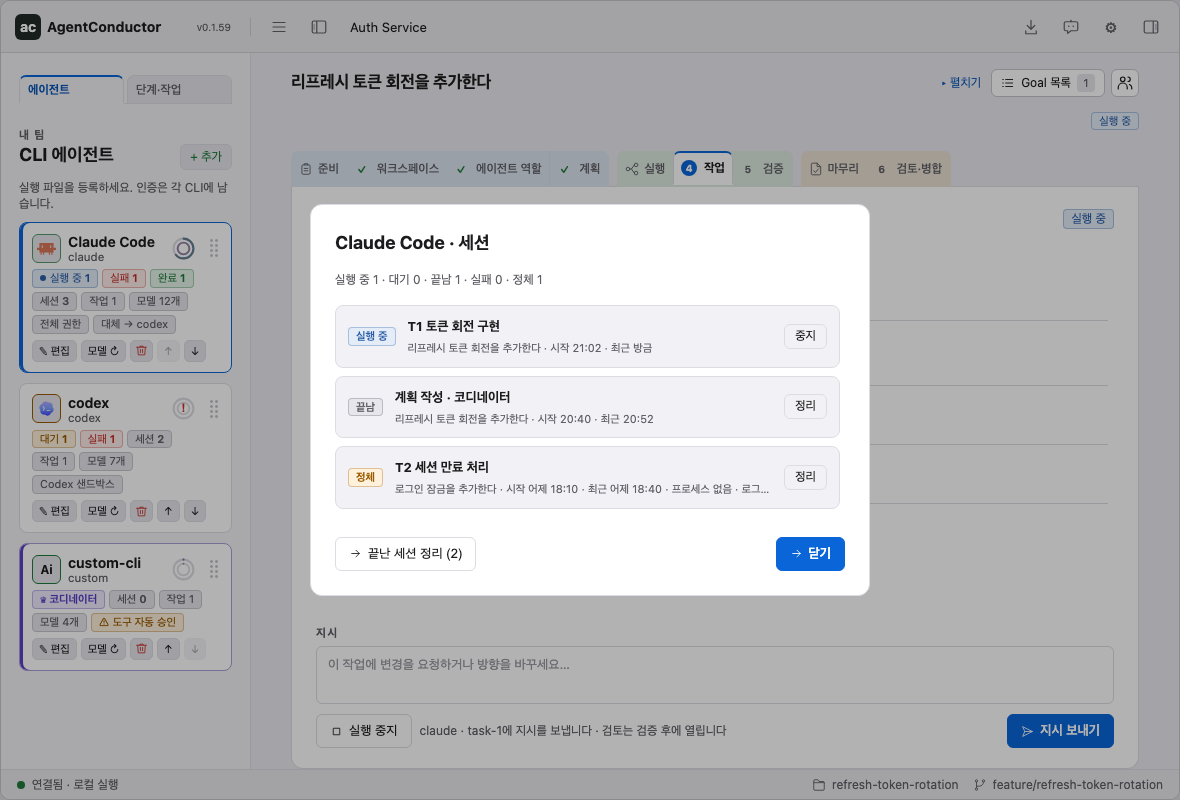 ac AgentConductor v0.1.59 Auth Service
에이전트 단계·작업
내 팀
CLI 에이전트
+ 추가
실행 파일을 등록하세요. 인증은 각 CLI에 남
습니다.
Claude Code
claude
실행 중 1 실패 1 완료 1
세션 3 작업 1 모델 12개
전체 권한 대체 → codex
편집 모델
codex
codex
대기 1 실패 1 세션 2
작업 1 모델 7개
Codex 샌드박스
편집 모델
Ai custom-cli
custom
코디네이터 세션 0 작업 1
모델 4개 도구 자동 승인
편집 모델
리프레시 토큰 회전을 추가한다
펼치기 Goal 목록 1
실행 중
준비 워크스페이스 에이전트 역할 계획 실행 4 작업 5 검증 마무리 6 검토·병합
실행 중
Claude Code · 세션
실행 중 1 · 대기 0 · 끝남 1 · 실패 0 · 정체 1
실행 중 T1 토큰 회전 구현
리프레시 토큰 회전을 추가한다 · 시작 21:02 · 최근 방금
중지
끝남 계획 작성 · 코디네이터
리프레시 토큰 회전을 추가한다 · 시작 20:40 · 최근 20:52
정리
정체 T2 세션 만료 처리
로그인 잠금을 추가한다 · 시작 어제 18:10 · 최근 어제 18:40 · 프로세스 없음 · 로그...
정리
→ 끝난 세션 정리 (2) → 닫기
지시
이 작업에 변경을 요청하거나 방향을 바꾸세요...
실행 중지 claude · task-1에 지시를 보냅니다 · 검토는 검증 후에 열립니다 지시 보내기
연결됨 · 로컬 실행 refresh-token-rotation feature/refresh-token-rotation